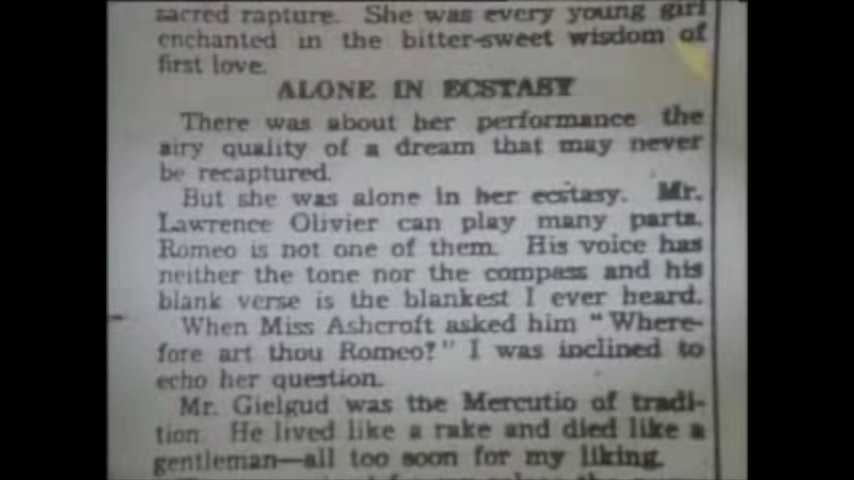 sacred rapture. She was every young girl
enchanted in the bitter-sweet wisdom of
first love.
ALONE IN ECSTASY
There was about her performance the
airy quality of a dream that may never
be recaptured.
But she was alone in her ecstasy. Mr.
Lawrence Olivier can play many parts.
Romeo is not one of them. His voice has
neither the tone nor the compass and his
blank verse is the blankest I ever heard.
When Miss Ashcroft asked him "Where-
fore art thou Romeo?" I was inclined to
echo her question.
Mr. Gielgud was the Mercutio of tradi-
tion. He lived like a rake and died like a
gentleman—all too soon for my liking.